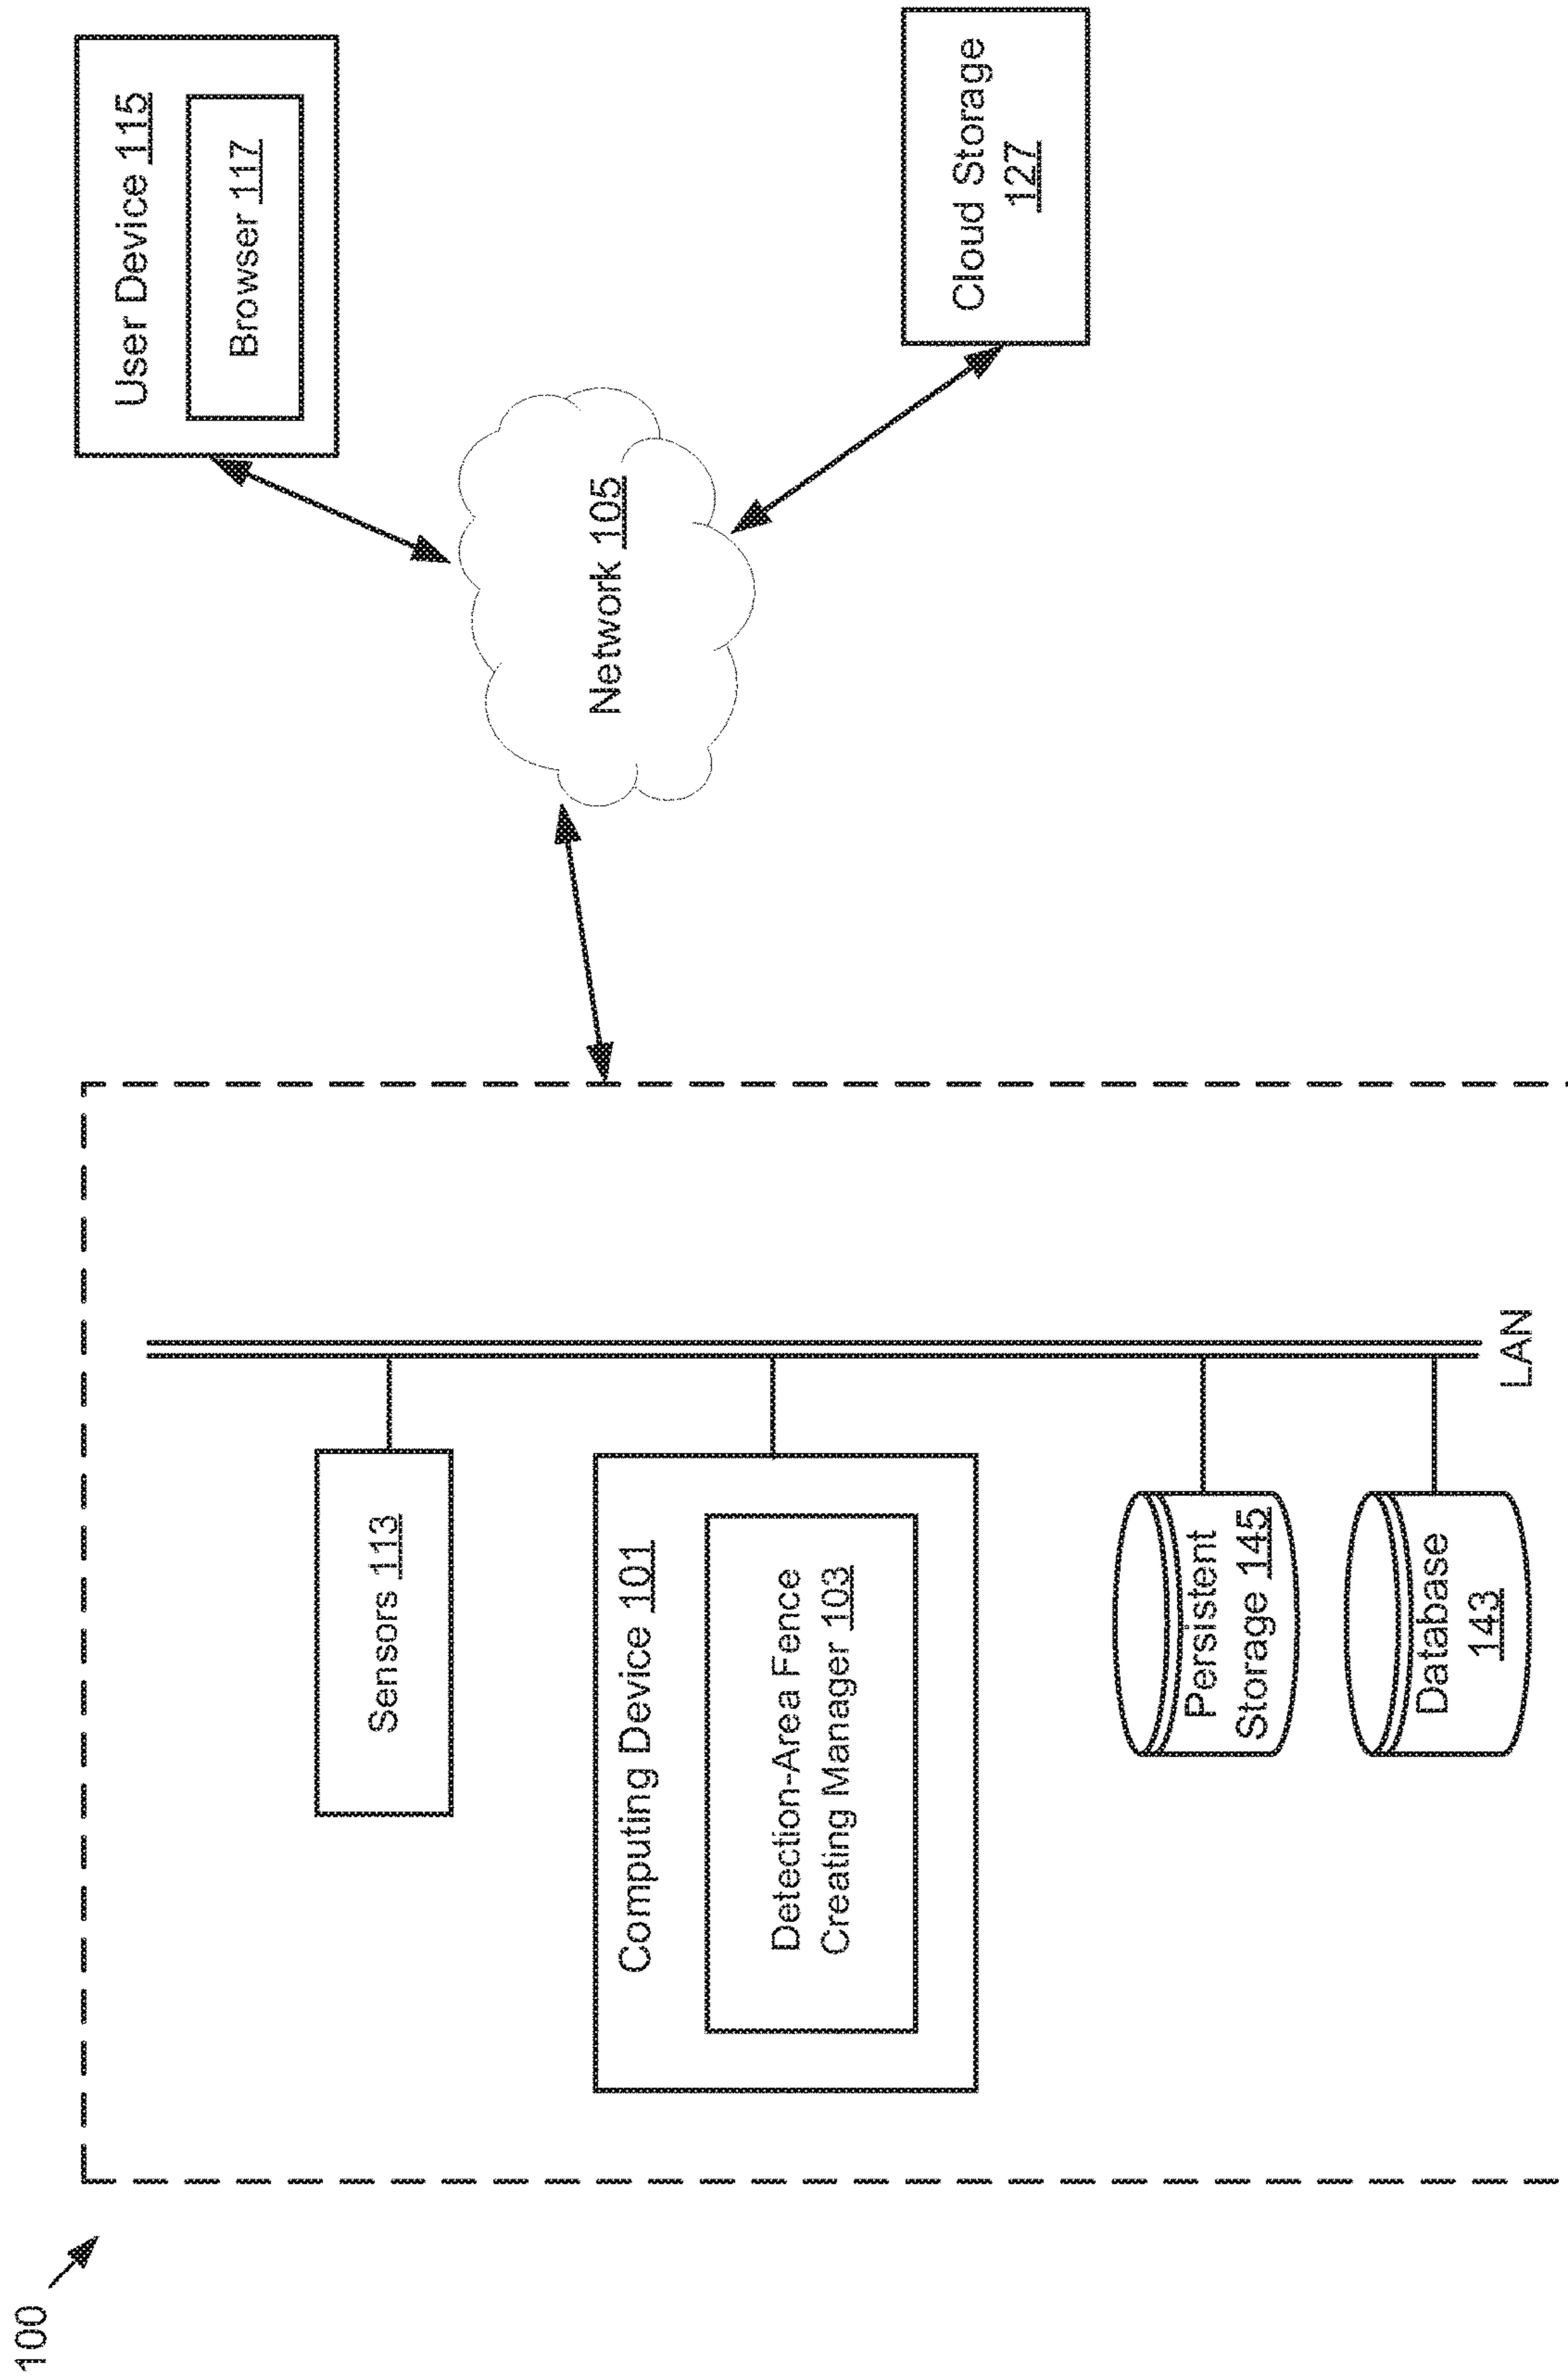 100
Sensors 113
Computing Device 101
Detection-Area Fence
Creating Manager 103
Persistent
Storage 145
Database
143
LAN
Network 105
User Device 115
Browser 117
Cloud Storage
127